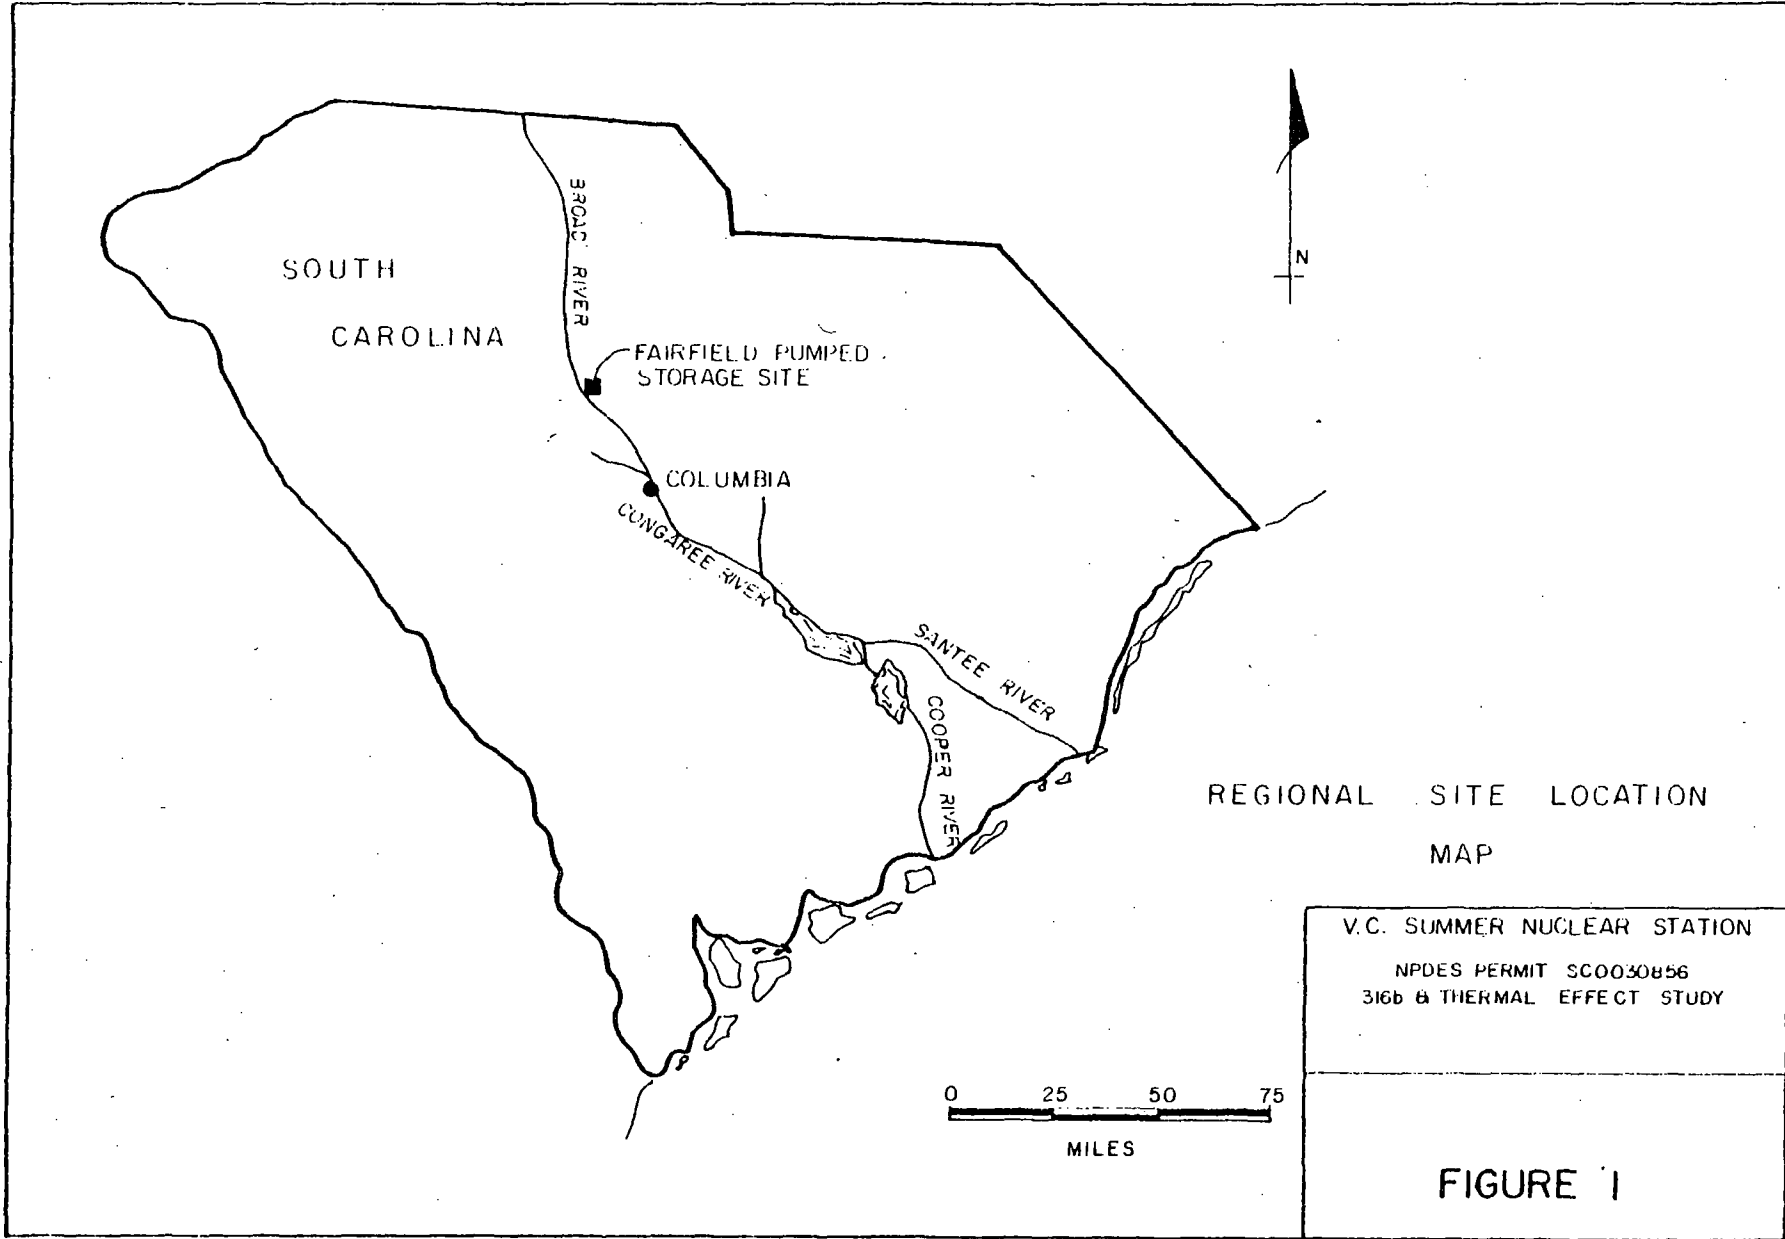 N
BROAD RIVER
SOUTH
CAROLINA
FAIRFIELD PUMPED
STORAGE SITE
COLUMBIA
CONGAREE RIVER
SANTEE RIVER
COOPER RIVER
REGIONAL SITE LOCATION
MAP
V.C. SUMMER NUCLEAR STATION
NPDES PERMIT SC0030856
316b & THERMAL EFFECT STUDY
0 25 50 75
MILES
FIGURE 1